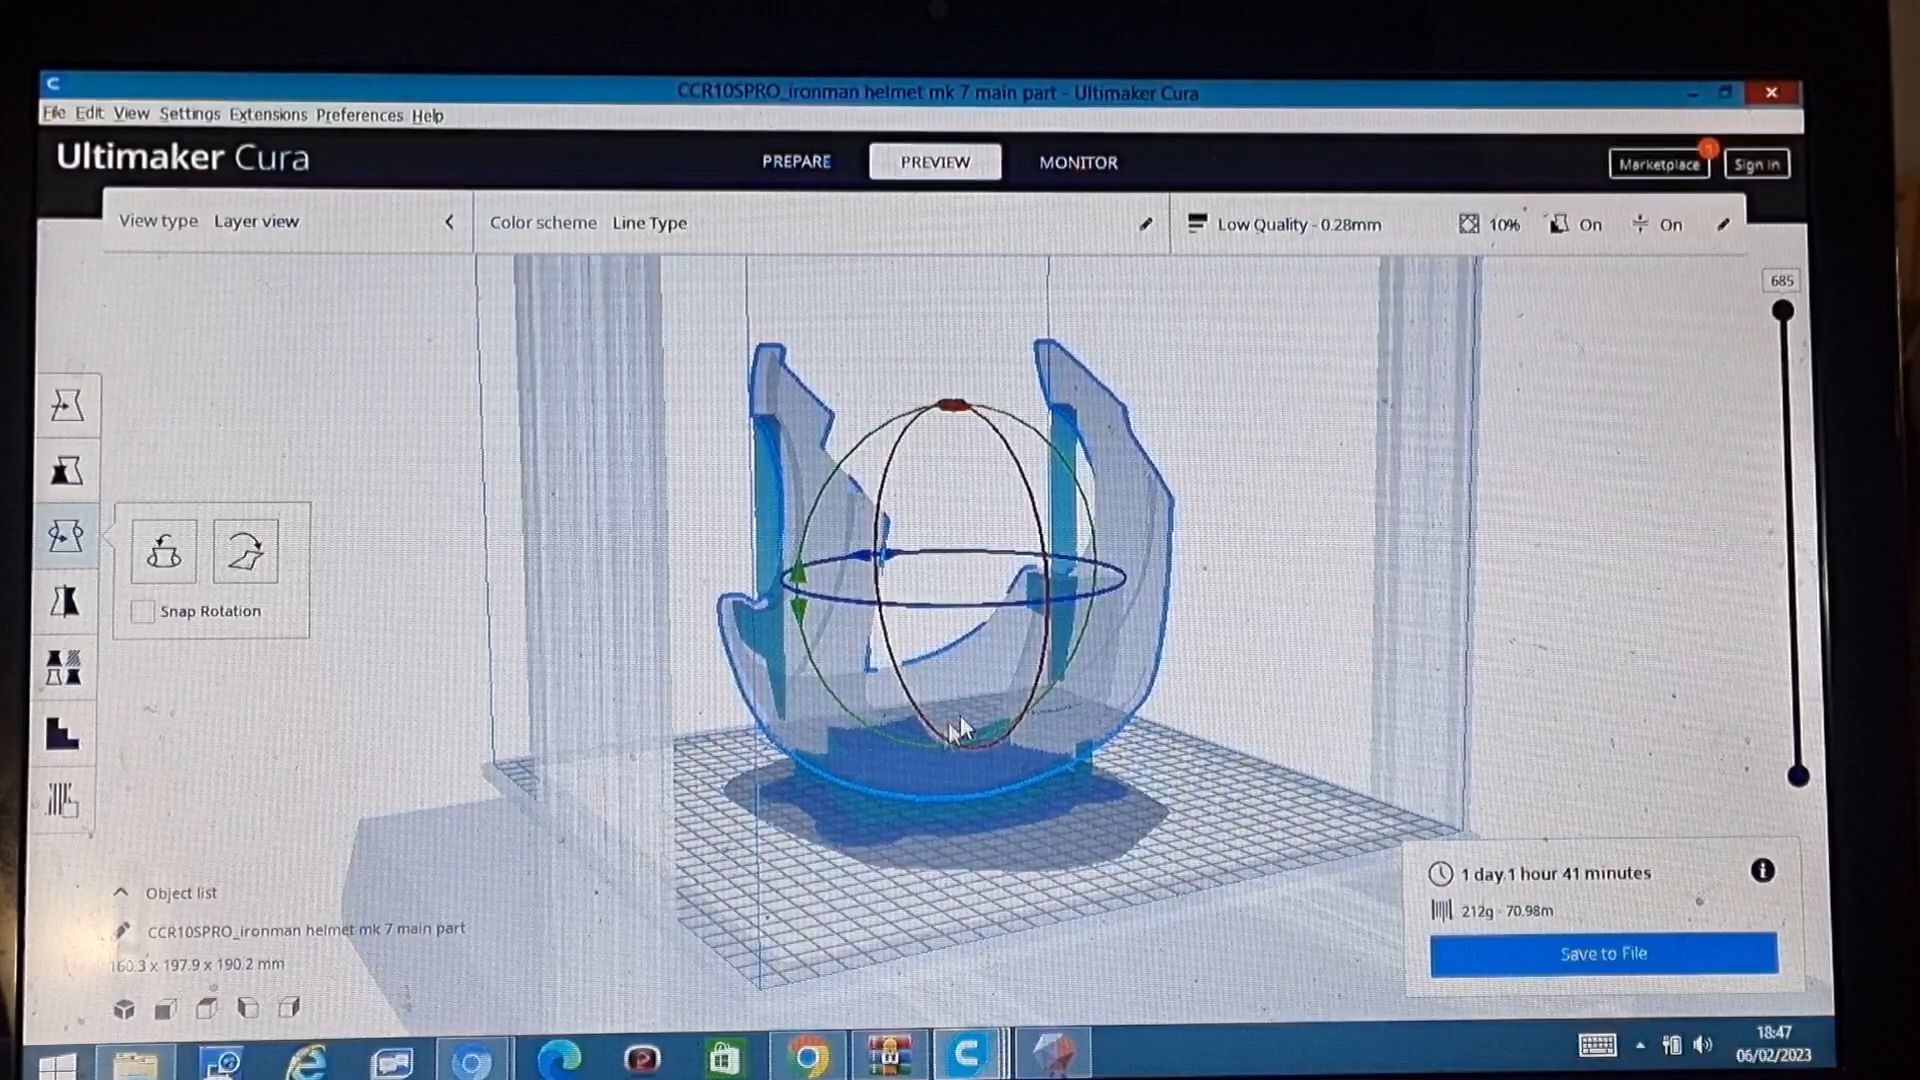 CCR10SPRO_ironman helmet mk 7 main part - Ultimaker Cura
File Edit View Settings Extensions Preferences Help
Ultimaker Cura
PREPARE
PREVIEW
MONITOR
Marketplace
Sign in
View type Layer view
Color scheme Line Type
Low Quality - 0.28mm
10%
On
On
685
Snap Rotation
Object list
CCR10SPRO_ironman helmet mk 7 main part
160.3 x 197.9 x 190.2 mm
1 day 1 hour 41 minutes
212g · 70.98m
Save to File
18:47
06/02/2023